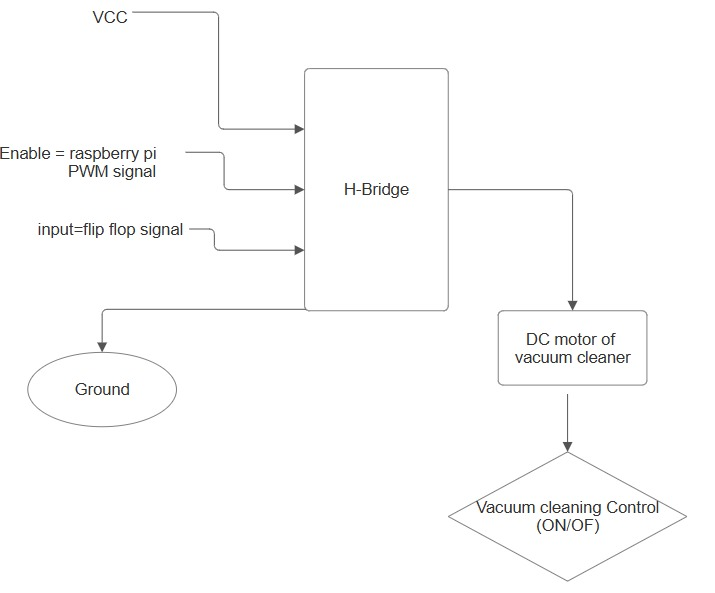 VCC
Enable = raspberry pi
PWM signal
input=flip flop signal
H-Bridge
Ground
DC motor of
vacuum cleaner
Vacuum cleaning Control
(ON/OF)